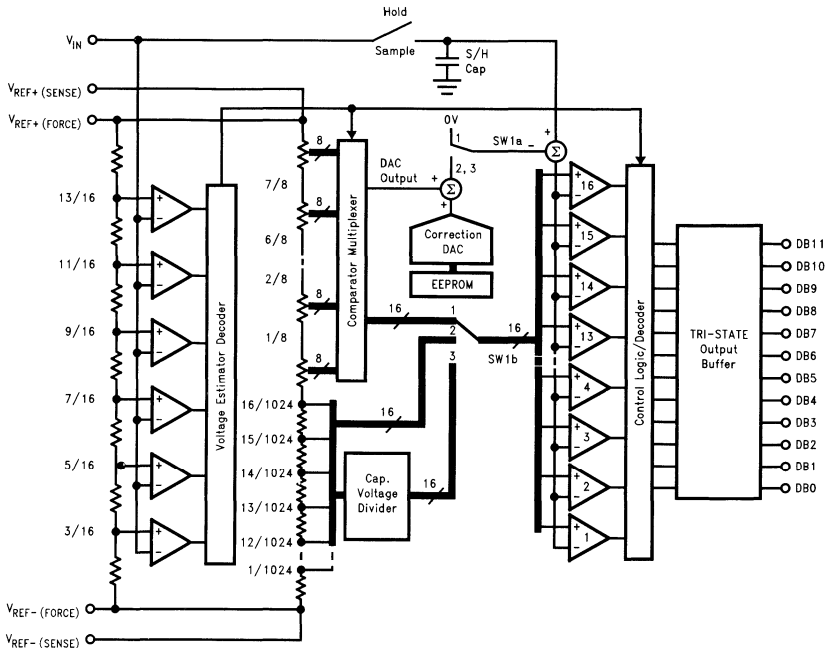 Hold
V_IN
Sample
S/H
Cap
V_REF+ (SENSE)
V_REF+ (FORCE)
0V
1
SW1a
−
+
Σ
2, 3
DAC
Output
+
Σ
+
Correction
DAC
EEPROM
13/16
11/16
9/16
7/16
5/16
3/16
+
−
+
−
+
−
+
−
+
−
+
−
Voltage Estimator Decoder
8
7/8
8
6/8
2/8
8
1/8
8
Comparator Multiplexer
16
1
2
3
SW1b
16
16/1024
15/1024
14/1024
13/1024
12/1024
1/1024
16
Cap.
Voltage
Divider
16
+
−
16
+
−
15
+
−
14
+
−
13
+
−
4
+
−
3
+
−
2
+
−
1
Control Logic/Decoder
TRI-STATE
Output
Buffer
DB11
DB10
DB9
DB8
DB7
DB6
DB5
DB4
DB3
DB2
DB1
DB0
V_REF− (FORCE)
V_REF− (SENSE)